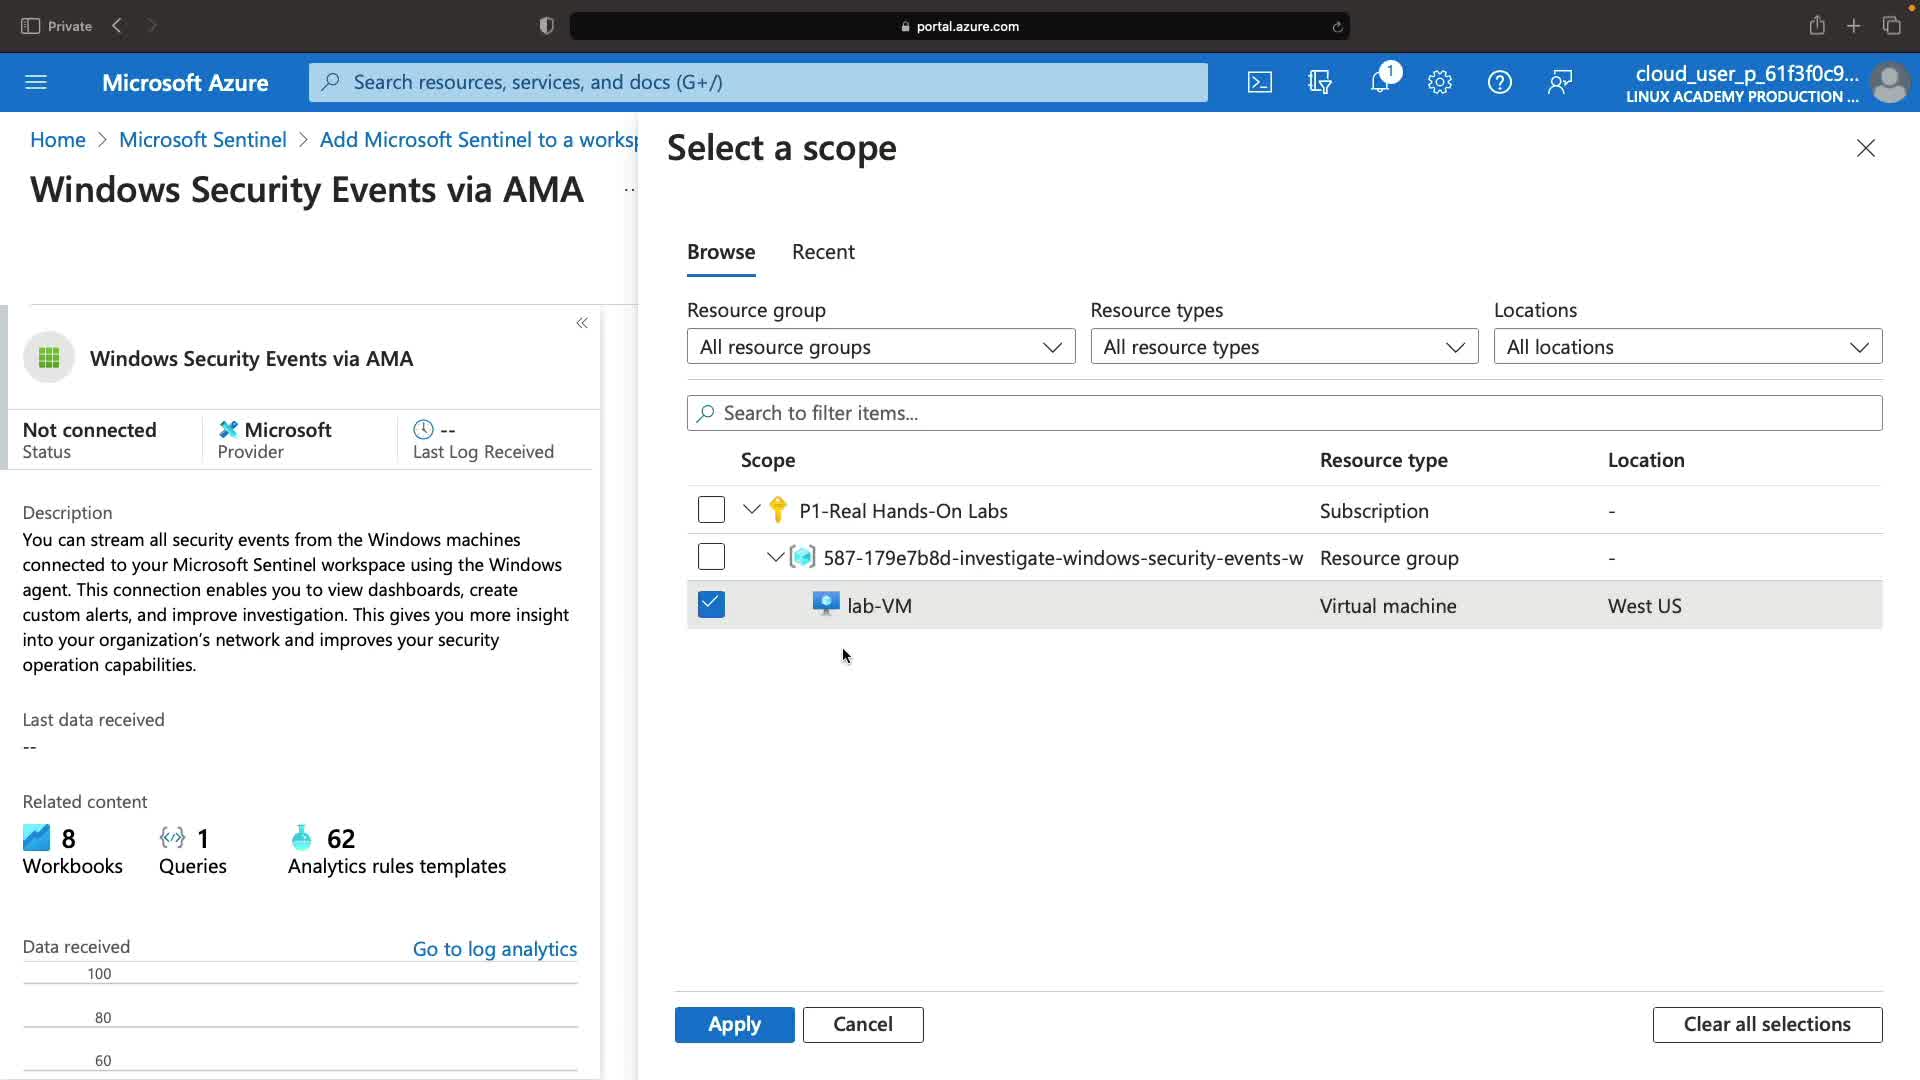 Private
portal.azure.com
Microsoft Azure
Search resources, services, and docs (G+/)
1
cloud_user_p_61f3f0c9...
LINUX ACADEMY PRODUCTION ...
Home > Microsoft Sentinel > Add Microsoft Sentinel to a worksp
Windows Security Events via AMA
Windows Security Events via AMA
Not connected
Status
Microsoft
Provider
--
Last Log Received
Description
You can stream all security events from the Windows machines
connected to your Microsoft Sentinel workspace using the Windows
agent. This connection enables you to view dashboards, create
custom alerts, and improve investigation. This gives you more insight
into your organization's network and improves your security
operation capabilities.
Last data received
--
Related content
8
Workbooks
1
Queries
62
Analytics rules templates
Data received
Go to log analytics
100
80
60
Select a scope
Browse
Recent
Resource group
All resource groups
Resource types
All resource types
Locations
All locations
Search to filter items...
Scope Resource type Location
P1-Real Hands-On Labs Subscription -
587-179e7b8d-investigate-windows-security-events-w Resource group -
lab-VM Virtual machine West US
Apply
Cancel
Clear all selections